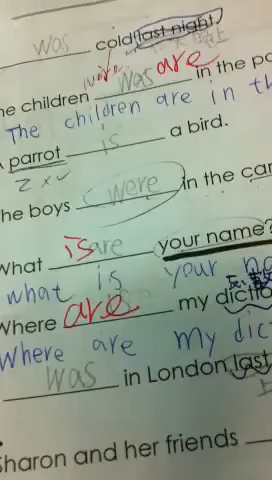 was cold last night,
were
he children was are in the pa
The children are in th
A parrot is a bird.
he boys were in the car
What is are your name?
what is your na
Where are my dictio
Where are my dic
was in London last
Sharon and her friends